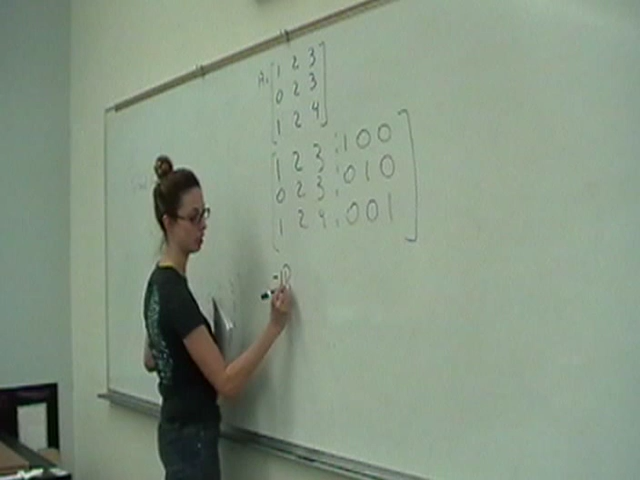 A = 1 2 3
0 2 3
1 2 4
1 2 3 : 1 0 0
0 2 3 : 0 1 0
1 2 4 : 0 0 1